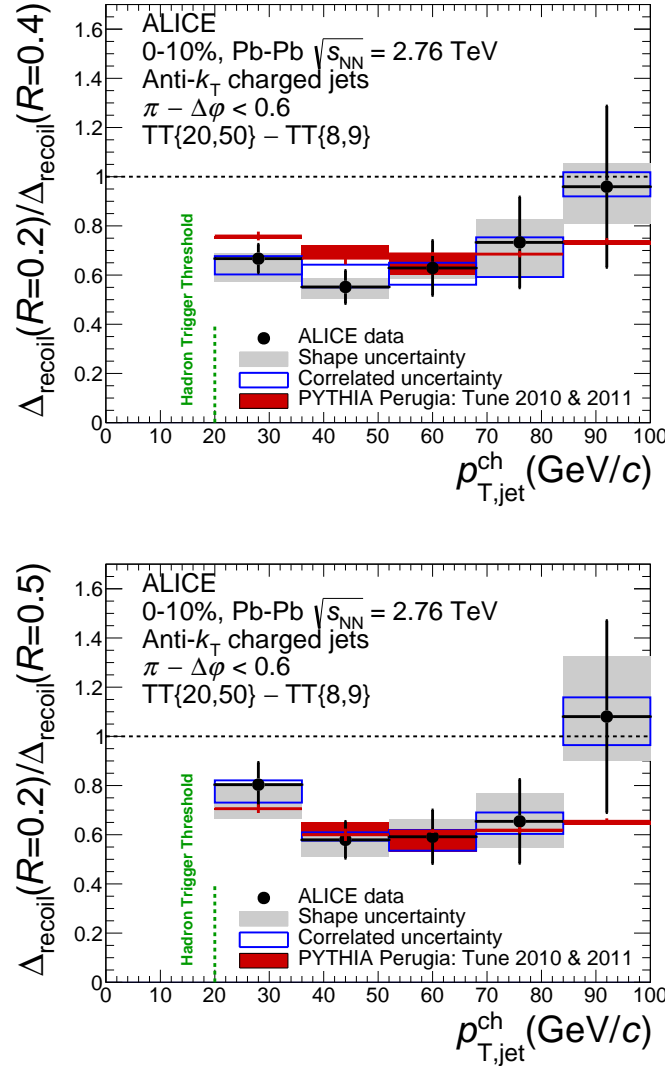 ALICE
0-10%, Pb-Pb √sNN = 2.76 TeV
Anti-kT charged jets
π − Δφ < 0.6
TT{20,50} − TT{8,9}
Δrecoil(R=0.2)/Δrecoil(R=0.4)
1.6
1.4
1.2
1
0.8
0.6
0.4
0.2
0
Hadron Trigger Threshold
ALICE data
Shape uncertainty
Correlated uncertainty
PYTHIA Perugia: Tune 2010 & 2011
0 10 20 30 40 50 60 70 80 90 100
pT,jet^ch (GeV/c)
ALICE
0-10%, Pb-Pb √sNN = 2.76 TeV
Anti-kT charged jets
π − Δφ < 0.6
TT{20,50} − TT{8,9}
Δrecoil(R=0.2)/Δrecoil(R=0.5)
1.6
1.4
1.2
1
0.8
0.6
0.4
0.2
0
Hadron Trigger Threshold
ALICE data
Shape uncertainty
Correlated uncertainty
PYTHIA Perugia: Tune 2010 & 2011
0 10 20 30 40 50 60 70 80 90 100
pT,jet^ch (GeV/c)